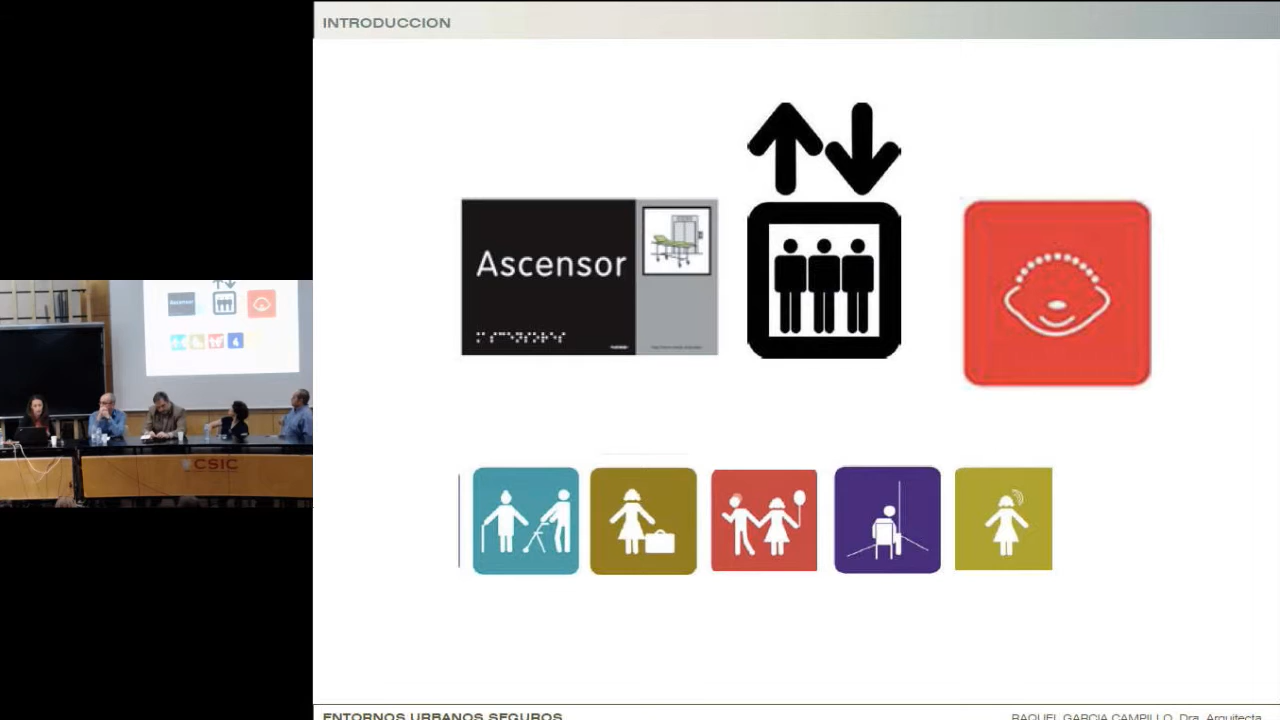 INTRODUCCION
Ascensor
CSIC
ENTORNOS URBANOS SEGUROS
RAQUEL GARCIA CAMPILLO, Dra. Arquitecta